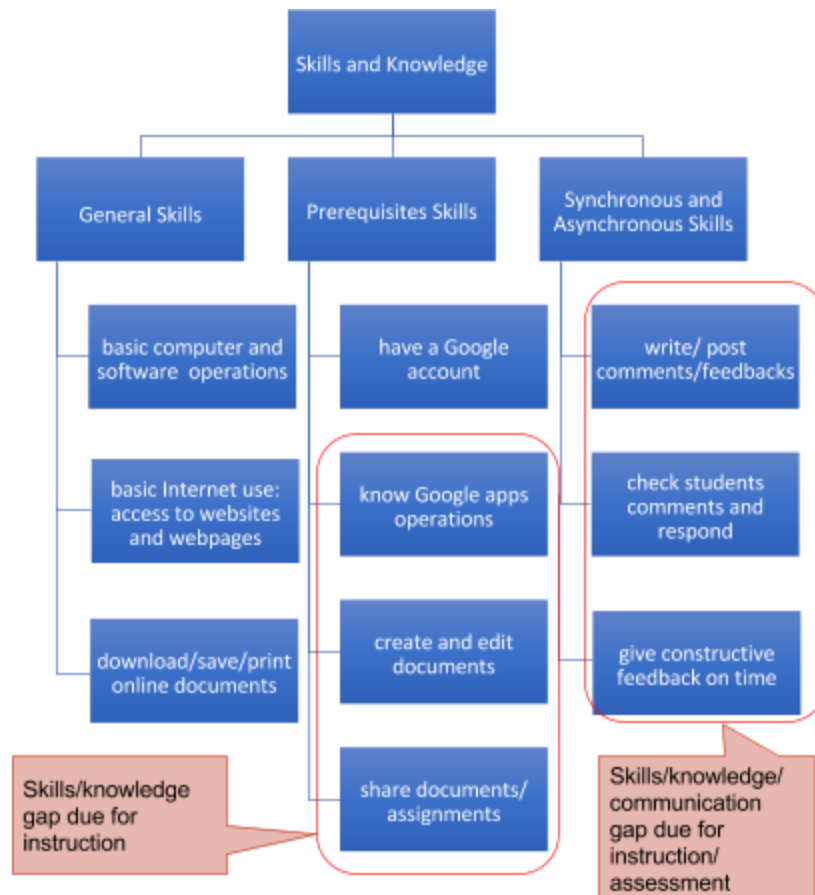 Skills and Knowledge
General Skills
Prerequisites Skills
Synchronous and
Asynchronous Skills
basic computer and
software operations
have a Google
account
write/ post
comments/feedbacks
basic Internet use:
access to websites
and webpages
know Google apps
operations
check students
comments and
respond
download/save/print
online documents
create and edit
documents
give constructive
feedback on time
share documents/
assignments
Skills/knowledge
gap due for
instruction
Skills/knowledge/
communication
gap due for
instruction/
assessment